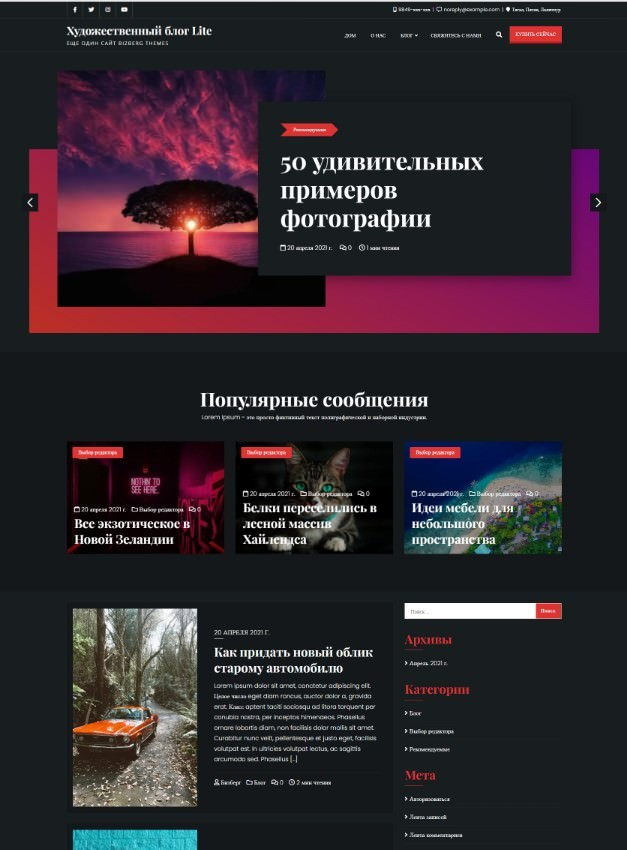 noreply@example.com
Художественный блог Lite
ЕЩЕ ОДИН САЙТ BIZBERG THEMES
ДОМ О НАС БЛОГ СВЯЖИТЕСЬ С НАМИ КУПИТЬ СЕЙЧАС
Рекомендуемые
50 удивительных
примеров
фотографии
20 апреля 2021 г. 0 1 мин чтения
Популярные сообщения
Lorem Ipsum - это просто фиктивный текст полиграфической и наборной индустрии.
Выбор редактора
NOTHIN' TO
SEE HERE.
20 апреля 2021 г. Выбор редактора 0
Все экзотическое в
Новой Зеландии
Выбор редактора
20 апреля 2021 г. Выбор редактора 0
Белки переселились в
лесной массив
Хайлендса
Выбор редактора
20 апреля 2021 г. Выбор редактора 0
Идеи мебели для
небольшого
пространства
20 АПРЕЛЯ 2021 Г.
Как придать новый облик
старому автомобилю
Lorem ipsum dolor sit amet, conctetur adipiscing elit.
Целое число eget diam rancus, auctor dolor a, gravida
erat. Класс aptent taciti sociosqu ad litora torquent per
conubia nostra, per inceptos himenaeos. Phasellus
ornare lobortis diam, non facilisis dolor mollis sit amet.
Curabitur nunc velit, pellentesque et justo eget, facilisis
volutpat est. In ultricies volutpat lectus, ac sagittis
arcumado sed. Phasellus [...]
Бизберг Блог 0 2 мин чтения
Поиск... Поиск
Архивы
Апрель 2021 г.
Категории
Блог
Выбор редактора
Рекомендуемые
Мета
Авторизоваться
Лента записей
Лента комментариев